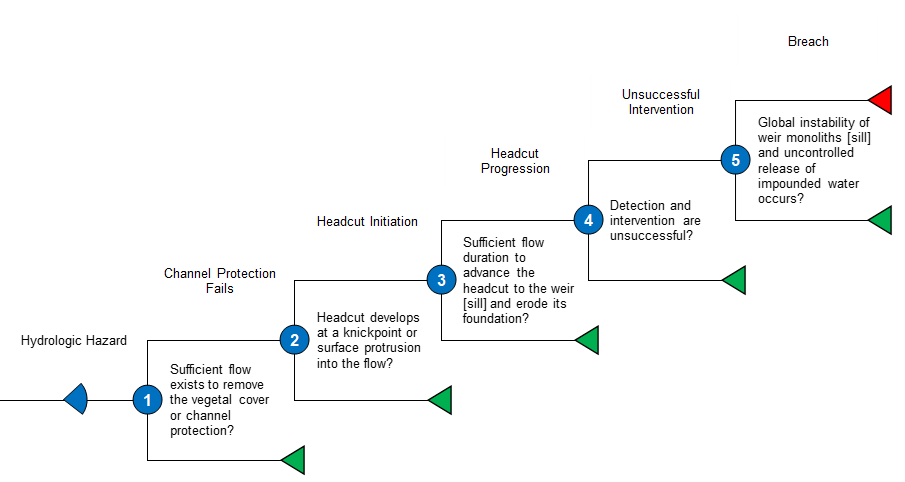 Breach
Unsuccessful
Intervention
Global instability of
weir monoliths [sill]
and uncontrolled
release of
impounded water
occurs?
5
Headcut
Progression
Detection and
intervention are
unsuccessful?
4
Headcut Initiation
Sufficient flow
duration to
advance the
headcut to the weir
[sill] and erode its
foundation?
3
Channel Protection
Fails
Headcut develops
at a knickpoint or
surface protrusion
into the flow?
2
Hydrologic Hazard
Sufficient flow
exists to remove
the vegetal cover
or channel
protection?
1